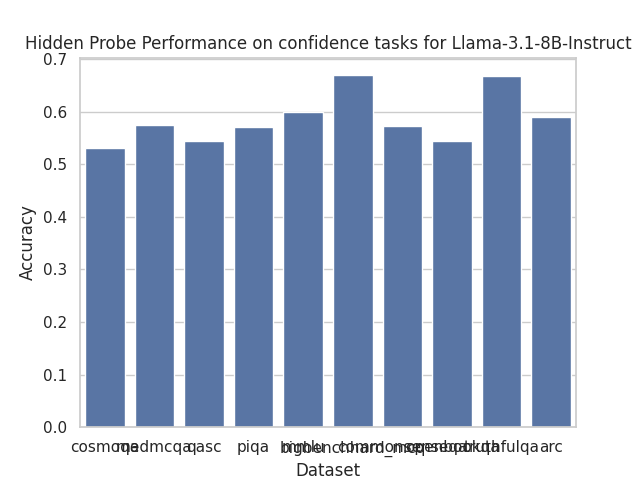 Hidden Probe Performance on confidence tasks for Llama-3.1-8B-Instruct
0.7
0.6
0.5
0.4
0.3
0.2
0.1
0.0
Accuracy
cosmoqa medmcqa qasc piqa mmlu truthfulqa arc
Dataset